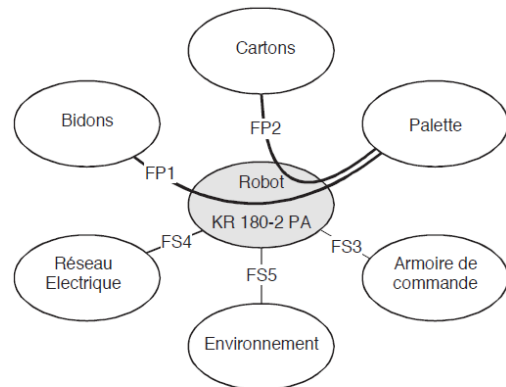 Cartons
Bidons
FP2
Palette
FP1
Robot
KR 180-2 PA
FS4
FS3
Réseau
Electrique
FS5
Armoire de
commande
Environnement